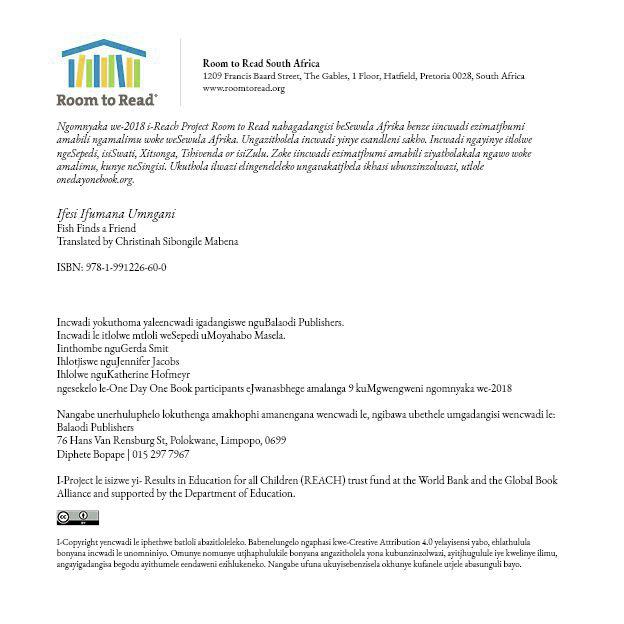 Room to Read®
Room to Read South Africa
1209 Francis Baard Street, The Gables, 1 Floor, Hatfield, Pretoria 0028, South Africa
www.roomtoread.org
Ngomnyaka we-2018 i-Reach Project Room to Read nabagadangisi beSewula Afrika benze iincwadi ezimatjhumi
amabili ngamalimu woke weSewula Afrika. Ungazitholela incwadi yinye esandleni sakho. Incwadi ngayinye itlolwe
ngeSepedi, isiSwati, Xitsonga, Tshivenda or isiZulu. Zoke iincwadi ezimatjhumi amabili ziyatholakala ngawo woke
amalimu, kunye neSingisi. Ukuthola ilwazi elingeneleleko ungavakatjhela ikhasi ubunzinzolwazi, utlole
onedayonebook.org.
Ifesi Ifumana Umngani
Fish Finds a Friend
Translated by Christinah Sibongile Mabena
ISBN: 978-1-991226-60-0
Incwadi yokuthoma yaleencwadi igadangiswe nguBalaodi Publishers.
Incwadi le itlolwe mtloli weSepedi uMoyahabo Masela.
Iinthombe nguGerda Smit
Ihlotjiswe nguJennifer Jacobs
Ihlolwe nguKatherine Hofmeyr
ngesekelo le-One Day One Book participants eJwanasbhege amalanga 9 kuMgwengweni ngomnyaka we-2018
Nangabe unerhuluphelo lokuthenga amakhophi amanengana wencwadi le, ngibawa ubethele umgadangisi wencwadi le:
Balaodi Publishers
76 Hans Van Rensburg St, Polokwane, Limpopo, 0699
Diphete Bopape | 015 297 7967
I-Project le isizwe yi- Results in Education for all Children (REACH) trust fund at the World Bank and the Global Book
Alliance and supported by the Department of Education.
cc BY
I-Copyright yencwadi le iphethwe batloli abazitloleleko. Babenelungelo ngaphasi kwe-Creative Attribution 4.0 yelayisensi yabo, ehlathulula
bonyana incwadi le unomniniyo. Omunye nomunye utjhaphulukile bonyana angazitholela yona kubunzinzolwazi, ayitjhugulule iye kwelinye ilimu,
angayigadangisa begodu ayithumele eendaweni ezihlukeneko. Nangabe ufuna ukuyisebenzisela okhunye kufanele utjele abasunguli bayo.